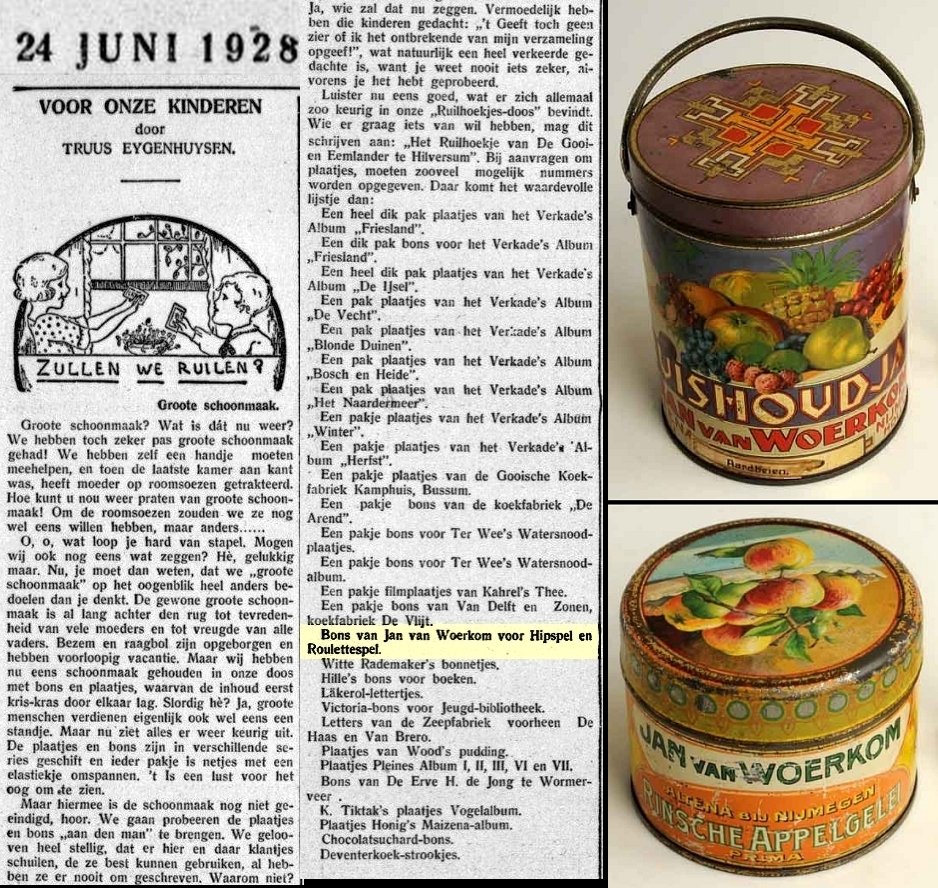 24 JUNI 1928
VOOR ONZE KINDEREN
door
TRUUS EYGENHUYSEN.
ZULLEN WE RUILEN?
Groote schoonmaak.
Groote schoonmaak? Wat is dát nu weer?
We hebben toch zeker pas groote schoonmaak
gehad! We hebben zelf een handje moeten
meehelpen, en toen de laatste kamer aan kant
was, heeft moeder op roomsoezen getrakteerd.
Hoe kunt u nou weer praten van groote schoon-
maak! Om de roomsoezen zouden we ze nog
wel eens willen hebben, maar anders......
O, o, wat loop je hard van stapel. Mogen
wij ook nog eens wat zeggen? Hè, gelukkig
maar. Nu, je moet dan weten, dat we „groote
schoonmaak" op het oogenblik heel anders be-
doelen dan je denkt. De gewone groote schoon-
maak is al lang achter den rug tot tevreden-
heid van vele moeders en tot vreugde van alle
vaders. Bezem en raagbol zijn opgeborgen en
hebben voorloopig vacantie. Maar wij hebben
nu eens schoonmaak gehouden in onze doos
met bons en plaatjes, waarvan de inhoud eerst
kris-kras door elkaar lag. Slordig hè? Ja, groote
menschen verdienen eigenlijk ook wel eens een
standje. Maar nu ziet alles er weer keurig uit.
De plaatjes en bons zijn in verschillende se-
ries geschift en ieder pakje is netjes met een
elastiekje omspannen. 't Is een lust voor het
oog om te zien.
Maar hiermee is de schoonmaak nog niet ge-
eindigd, hoor. We gaan probeeren de plaatjes
en bons „aan den man" te brengen. We geloo-
ven heel stellig, dat er hier en daar klantjes
schuilen, die ze best kunnen gebruiken, al heb-
ben ze er nooit om geschreven. Waarom niet?
Ja, wie zal dat nu zeggen. Vermoedelijk heb-
ben die kinderen gedacht: „'t Geeft toch geen
zier of ik het ontbrekende van mijn verzameling
opgeef!", wat natuurlijk een heel verkeerde ge-
dachte is, want je weet nooit iets zeker, al-
vorens je het hebt geprobeerd.
Luister nu eens goed, wat er zich allemaal
zoo keurig in onze „Ruilhoekjes-doos" bevindt.
Wie er graag iets van wil hebben, mag dit
schrijven aan: „Het Ruilhoekje van De Gooi-
en Eemlander te Hilversum". Bij aanvragen om
plaatjes, moeten zooveel mogelijk nummers
worden opgegeven. Daar komt het waardevolle
lijstje dan:
Een heel dik pak plaatjes van het Verkade's
Album „Friesland".
Een dik pak bons voor het Verkade's Album
„Friesland".
Een heel dik pak plaatjes van het Verkade's
Album „De IJsel".
Een pak plaatjes van het Verkade's Album
„De Vecht".
Een pak plaatjes van het Verkade's Album
„Blonde Duinen".
Een pak plaatjes van het Verkade's Album
„Bosch en Heide".
Een pak plaatjes van het Verkade's Album
„Het Naardermeer".
Een pakje plaatjes van het Verkade's Album
„Winter".
Een pakje plaatjes van het Verkade's Al-
bum „Herfst".
Een pakje plaatjes van de Gooische Koek-
fabriek Kamphuis, Bussum.
Een pakje bons van de koekfabriek „De
Arend".
Een pakje bons voor Ter Wee's Watersnood-
plaatjes.
Een pakje bons voor Ter Wee's Watersnood-
album.
Een pakje filmplaatjes van Kahrel's Thee.
Een pakje bons van Van Delft en Zonen,
koekfabriek De Vlijt.
Bons van Jan van Woerkom voor Hipspel en
Roulettespel.
Witte Rademaker's bonnetjes.
Hille's bons voor boeken.
Läkerol-lettertjes.
Victoria-bons voor Jeugd-bibliotheek.
Letters van de Zeepfabriek voorheen De
Haas en Van Brero.
Plaatjes van Wood's pudding.
Plaatjes Pleines Album I, II, III, VI en VII.
Bons van De Erve H. de Jong te Wormer-
veer.
K. Tiktak's plaatjes Vogelalbum.
Plaatjes Honig's Maizena-album.
Chocolatsuchard-bons.
Deventerkoek-strookjes.
UISHOUDJA
AN VAN WOERKO
Aardbeien.
JAN VAN WOERKOM
ALTENA BIJ NIJMEGEN
RIJNSCHE APPELGELEI
PRIMA